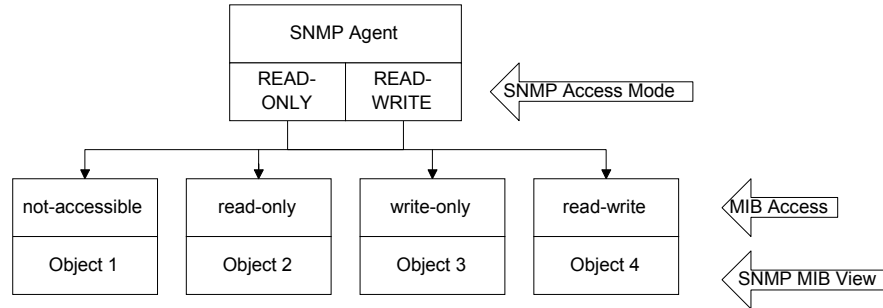 SNMP Agent
READ-
ONLY
READ-
WRITE
SNMP Access Mode
not-accessible
read-only
write-only
read-write
MIB Access
Object 1
Object 2
Object 3
Object 4
SNMP MIB View